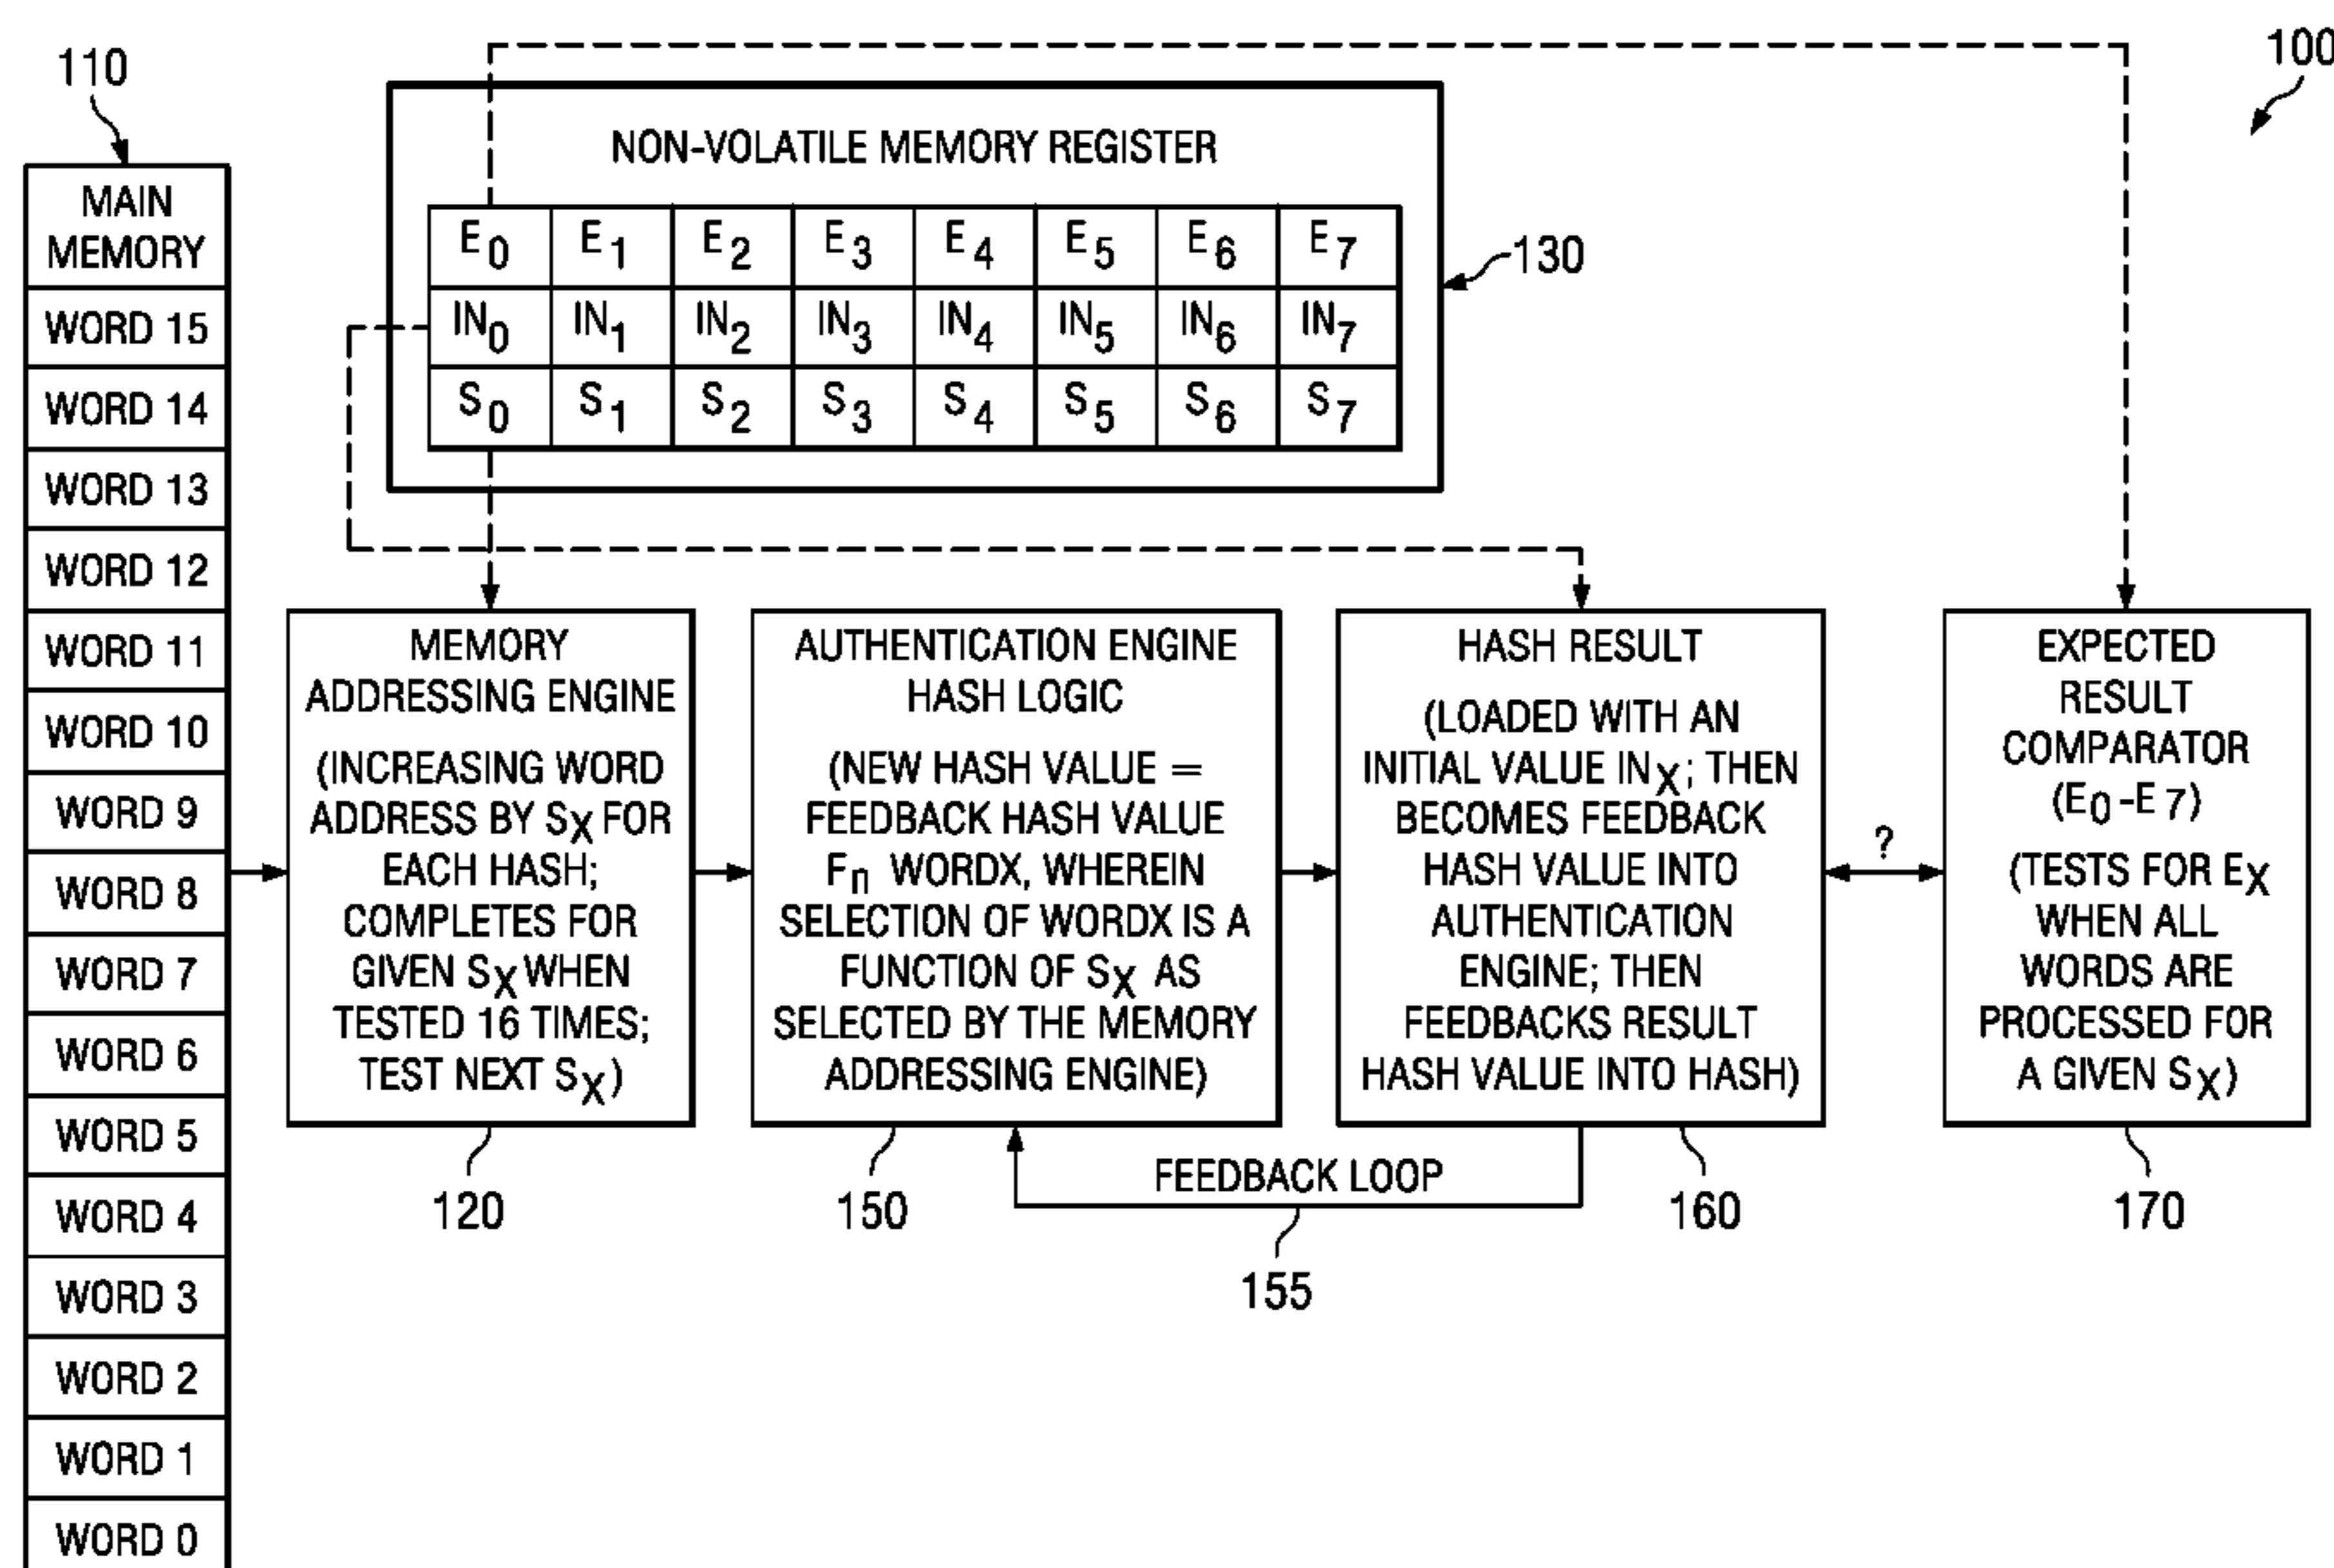 110
100
MAIN
MEMORY
WORD 15
WORD 14
WORD 13
WORD 12
WORD 11
WORD 10
WORD 9
WORD 8
WORD 7
WORD 6
WORD 5
WORD 4
WORD 3
WORD 2
WORD 1
WORD 0
NON-VOLATILE MEMORY REGISTER
E0 E1 E2 E3 E4 E5 E6 E7
IN0 IN1 IN2 IN3 IN4 IN5 IN6 IN7
S0 S1 S2 S3 S4 S5 S6 S7
130
MEMORY
ADDRESSING ENGINE
(INCREASING WORD
ADDRESS BY SX FOR
EACH HASH;
COMPLETES FOR
GIVEN SX WHEN
TESTED 16 TIMES;
TEST NEXT SX)
120
AUTHENTICATION ENGINE
HASH LOGIC
(NEW HASH VALUE =
FEEDBACK HASH VALUE
Fn WORDX, WHEREIN
SELECTION OF WORDX IS A
FUNCTION OF SX AS
SELECTED BY THE MEMORY
ADDRESSING ENGINE)
150
HASH RESULT
(LOADED WITH AN
INITIAL VALUE INX; THEN
BECOMES FEEDBACK
HASH VALUE INTO
AUTHENTICATION
ENGINE; THEN
FEEDBACKS RESULT
HASH VALUE INTO HASH)
160
FEEDBACK LOOP
155
?
EXPECTED
RESULT
COMPARATOR
(E0-E7)
(TESTS FOR EX
WHEN ALL
WORDS ARE
PROCESSED FOR
A GIVEN SX)
170